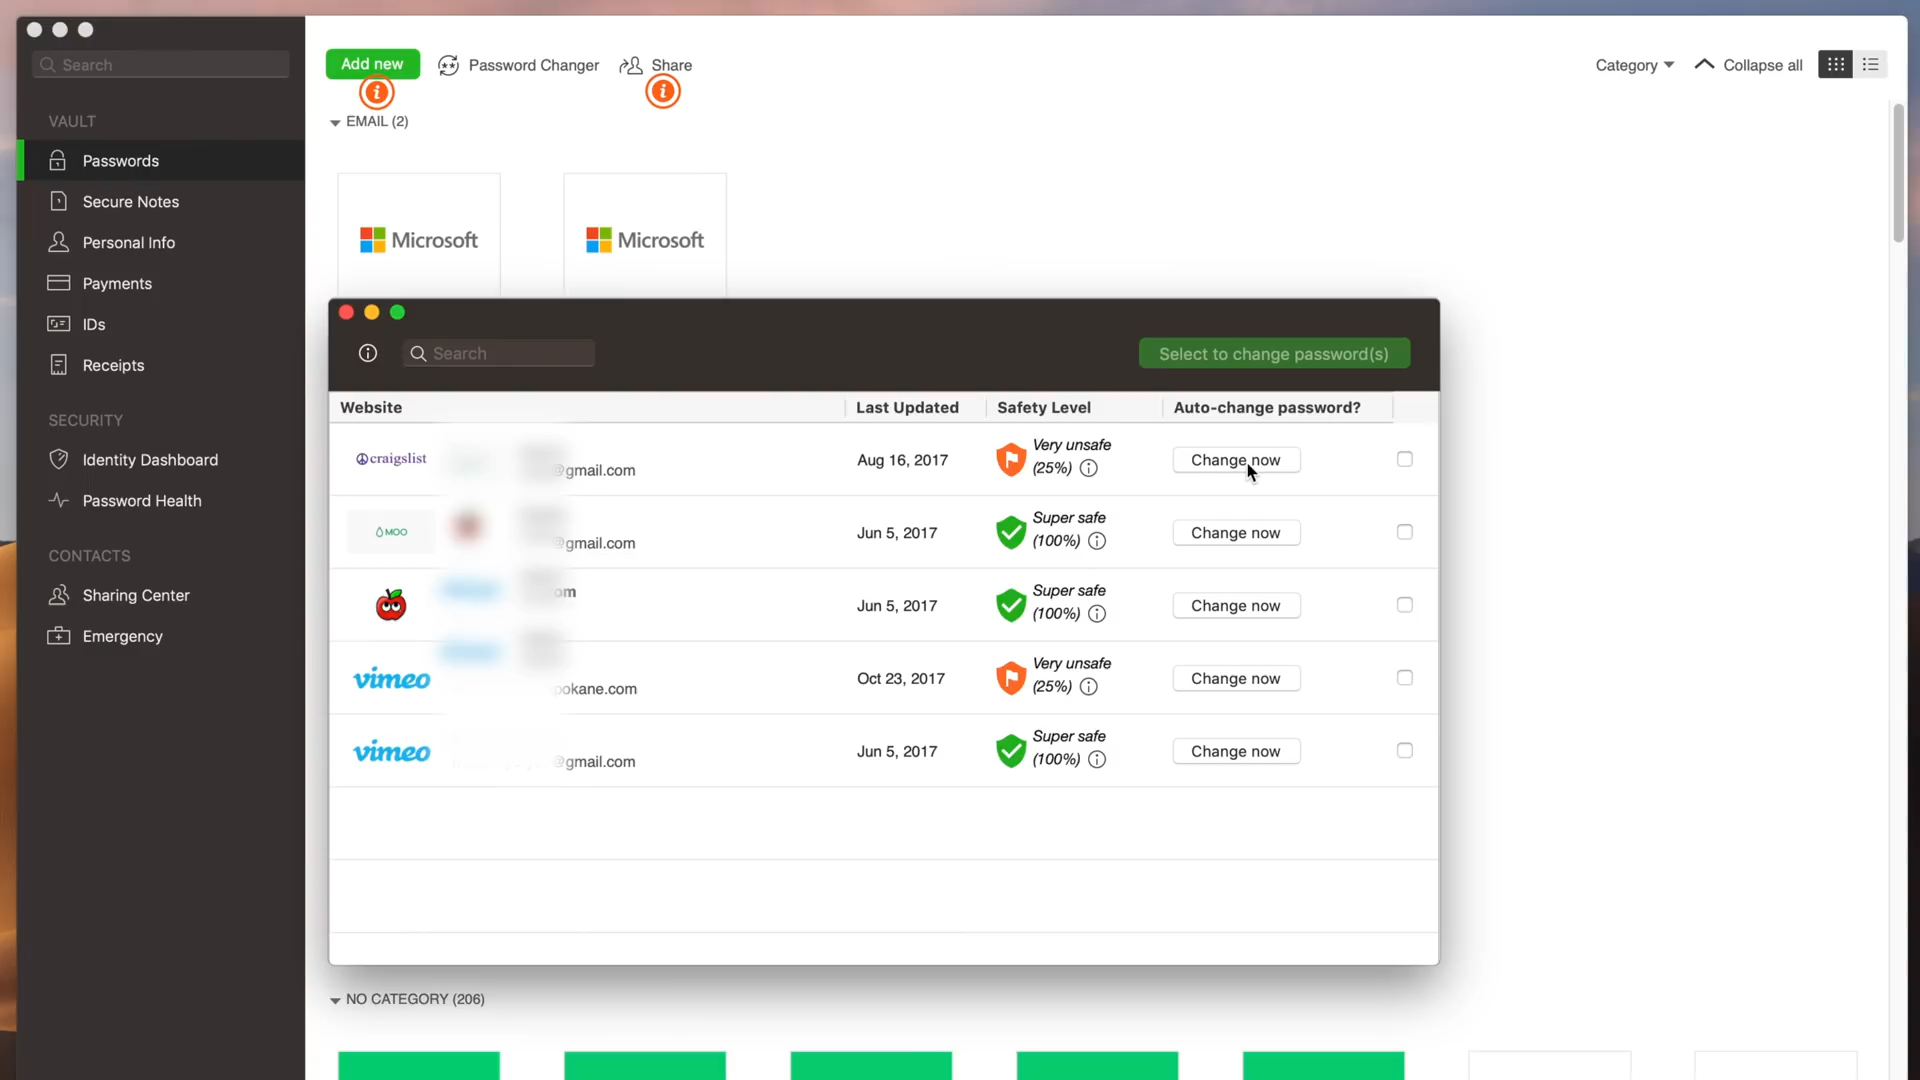 Search
Add new
Password Changer
Share
Category
Collapse all
VAULT
Passwords
Secure Notes
Personal Info
Payments
IDs
Receipts
SECURITY
Identity Dashboard
Password Health
CONTACTS
Sharing Center
Emergency
EMAIL (2)
Microsoft
Microsoft
Search
Select to change password(s)
Website
Last Updated
Safety Level
Auto-change password?
craigslist
@gmail.com
Aug 16, 2017
Very unsafe
(25%)
Change now
MOO
@gmail.com
Jun 5, 2017
Super safe
(100%)
Change now
om
Jun 5, 2017
Super safe
(100%)
Change now
vimeo
pokane.com
Oct 23, 2017
Very unsafe
(25%)
Change now
vimeo
@gmail.com
Jun 5, 2017
Super safe
(100%)
Change now
NO CATEGORY (206)